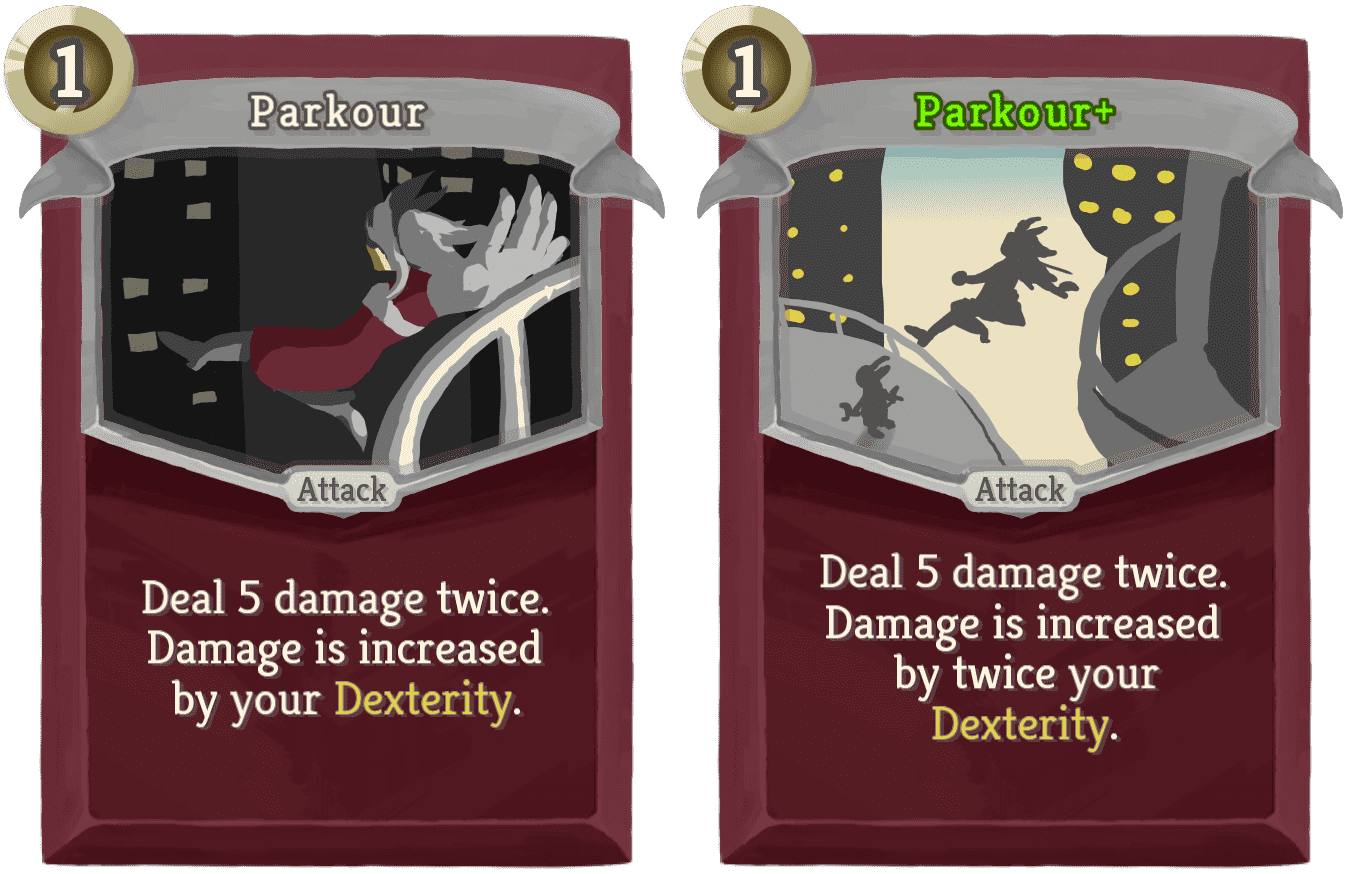 1
Parkour
Attack
Deal 5 damage twice.
Damage is increased
by your Dexterity.
1
Parkour+
Attack
Deal 5 damage twice.
Damage is increased
by twice your
Dexterity.